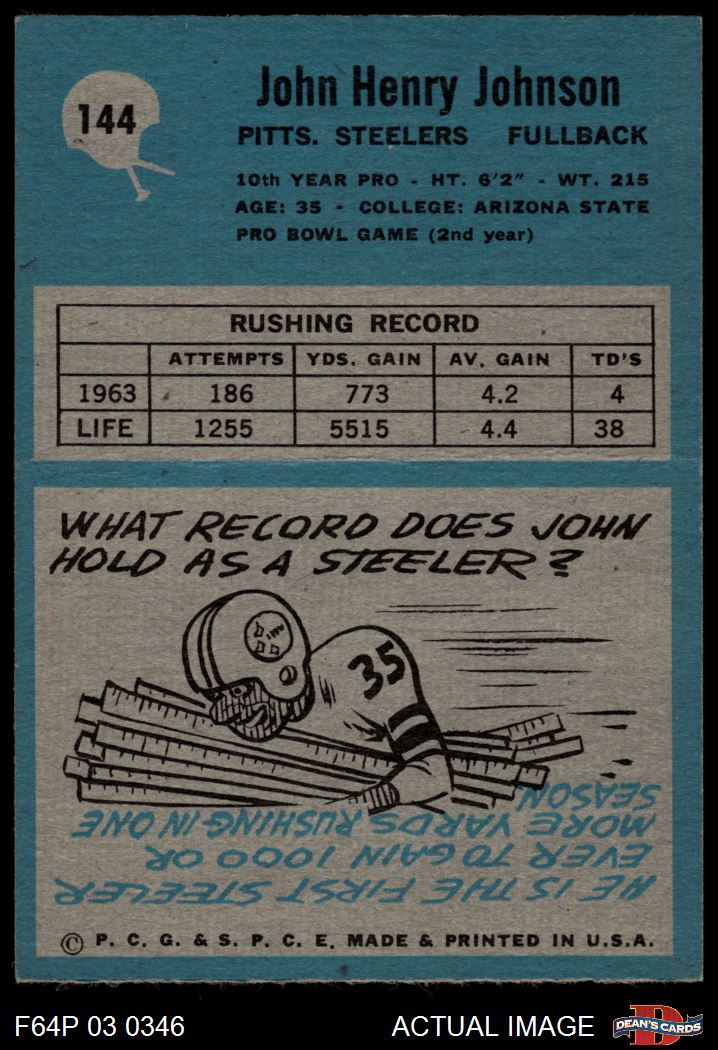 144
John Henry Johnson
PITTS. STEELERS FULLBACK
10th YEAR PRO - HT. 6'2" - WT. 215
AGE: 35 - COLLEGE: ARIZONA STATE
PRO BOWL GAME (2nd year)
RUSHING RECORD
ATTEMPTS YDS. GAIN AV. GAIN TD'S
1963 186 773 4.2 4
LIFE 1255 5515 4.4 38
WHAT RECORD DOES JOHN
HOLD AS A STEELER?
35
HE IS THE FIRST STEELER
EVER TO GAIN 1000 OR
MORE YARDS RUSHING IN ONE
SEASON
© P. C. G. & S. P. C. E. MADE & PRINTED IN U.S.A.
F64P 03 0346 ACTUAL IMAGE D DEAN'S CARDS